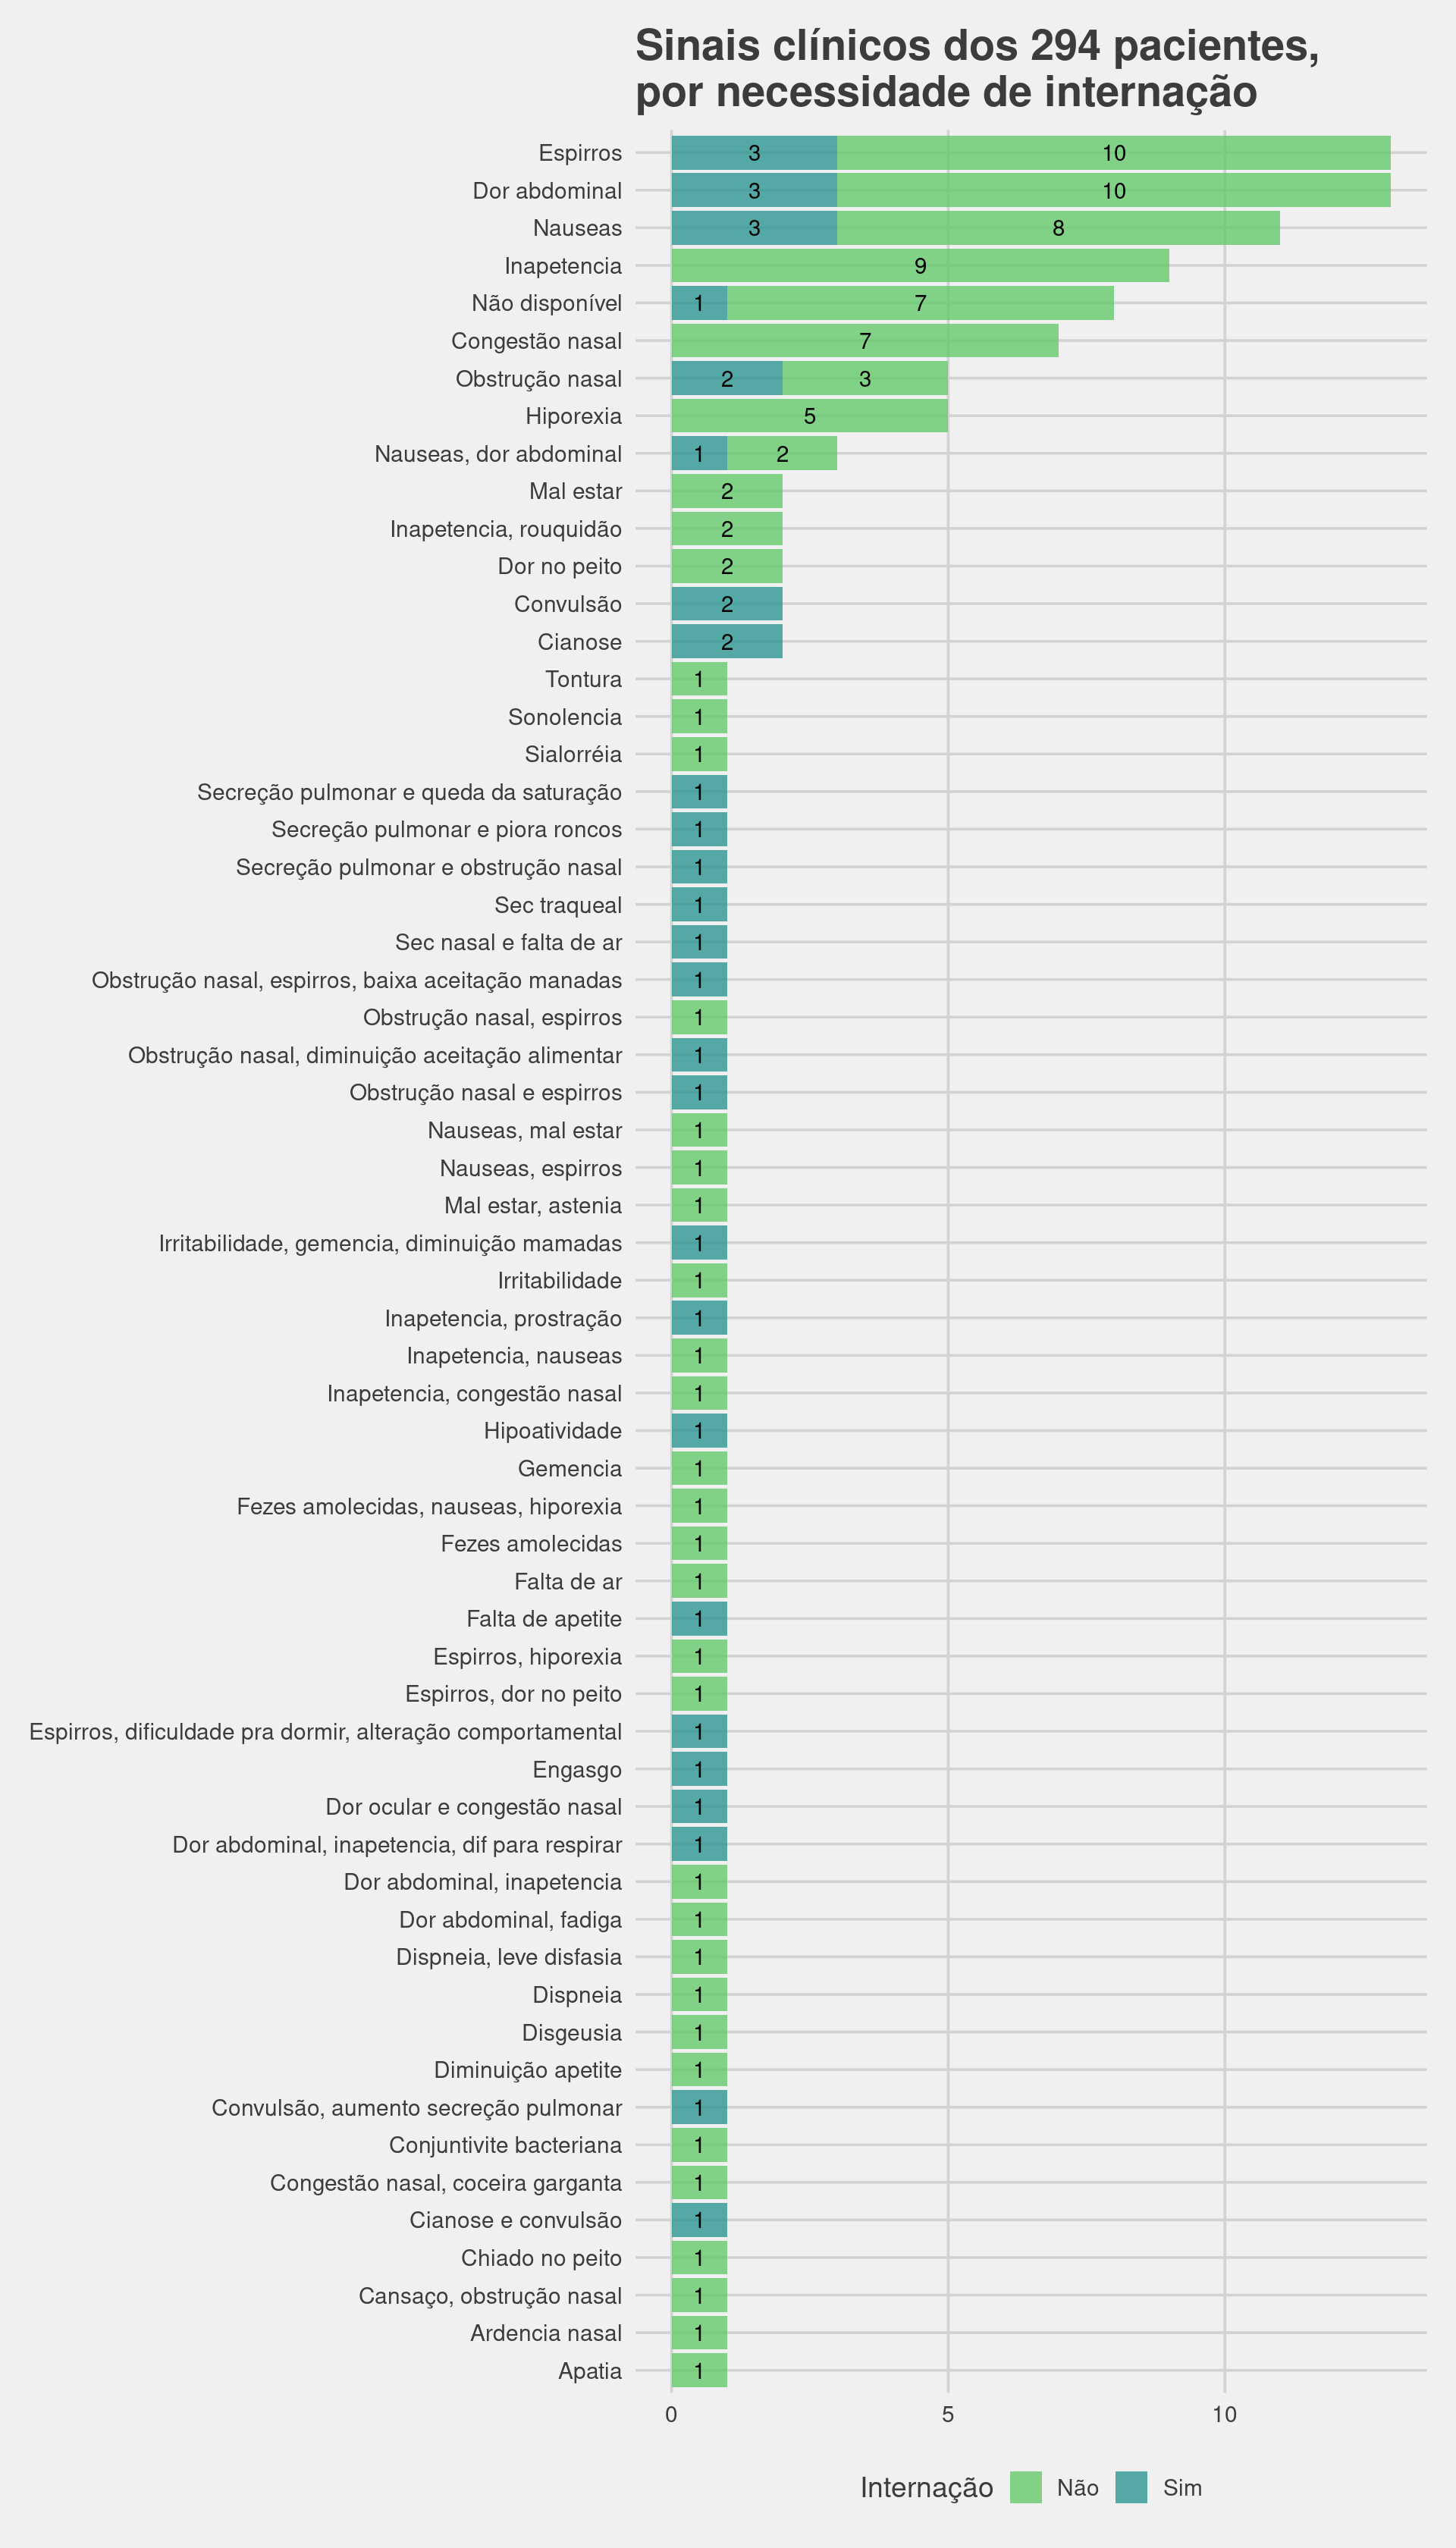 Sinais clínicos dos 294 pacientes,
por necessidade de internação
Espirros 3 10
Dor abdominal 3 10
Nauseas 3 8
Inapetencia 9
Não disponível 1 7
Congestão nasal 7
Obstrução nasal 2 3
Hiporexia 5
Nauseas, dor abdominal 1 2
Mal estar 2
Inapetencia, rouquidão 2
Dor no peito 2
Convulsão 2
Cianose 2
Tontura 1
Sonolencia 1
Sialorréia 1
Secreção pulmonar e queda da saturação 1
Secreção pulmonar e piora roncos 1
Secreção pulmonar e obstrução nasal 1
Sec traqueal 1
Sec nasal e falta de ar 1
Obstrução nasal, espirros, baixa aceitação manadas 1
Obstrução nasal, espirros 1
Obstrução nasal, diminuição aceitação alimentar 1
Obstrução nasal e espirros 1
Nauseas, mal estar 1
Nauseas, espirros 1
Mal estar, astenia 1
Irritabilidade, gemencia, diminuição mamadas 1
Irritabilidade 1
Inapetencia, prostração 1
Inapetencia, nauseas 1
Inapetencia, congestão nasal 1
Hipoatividade 1
Gemencia 1
Fezes amolecidas, nauseas, hiporexia 1
Fezes amolecidas 1
Falta de ar 1
Falta de apetite 1
Espirros, hiporexia 1
Espirros, dor no peito 1
Espirros, dificuldade pra dormir, alteração comportamental 1
Engasgo 1
Dor ocular e congestão nasal 1
Dor abdominal, inapetencia, dif para respirar 1
Dor abdominal, inapetencia 1
Dor abdominal, fadiga 1
Dispneia, leve disfasia 1
Dispneia 1
Disgeusia 1
Diminuição apetite 1
Convulsão, aumento secreção pulmonar 1
Conjuntivite bacteriana 1
Congestão nasal, coceira garganta 1
Cianose e convulsão 1
Chiado no peito 1
Cansaço, obstrução nasal 1
Ardencia nasal 1
Apatia 1
0 5 10
Internação Não Sim